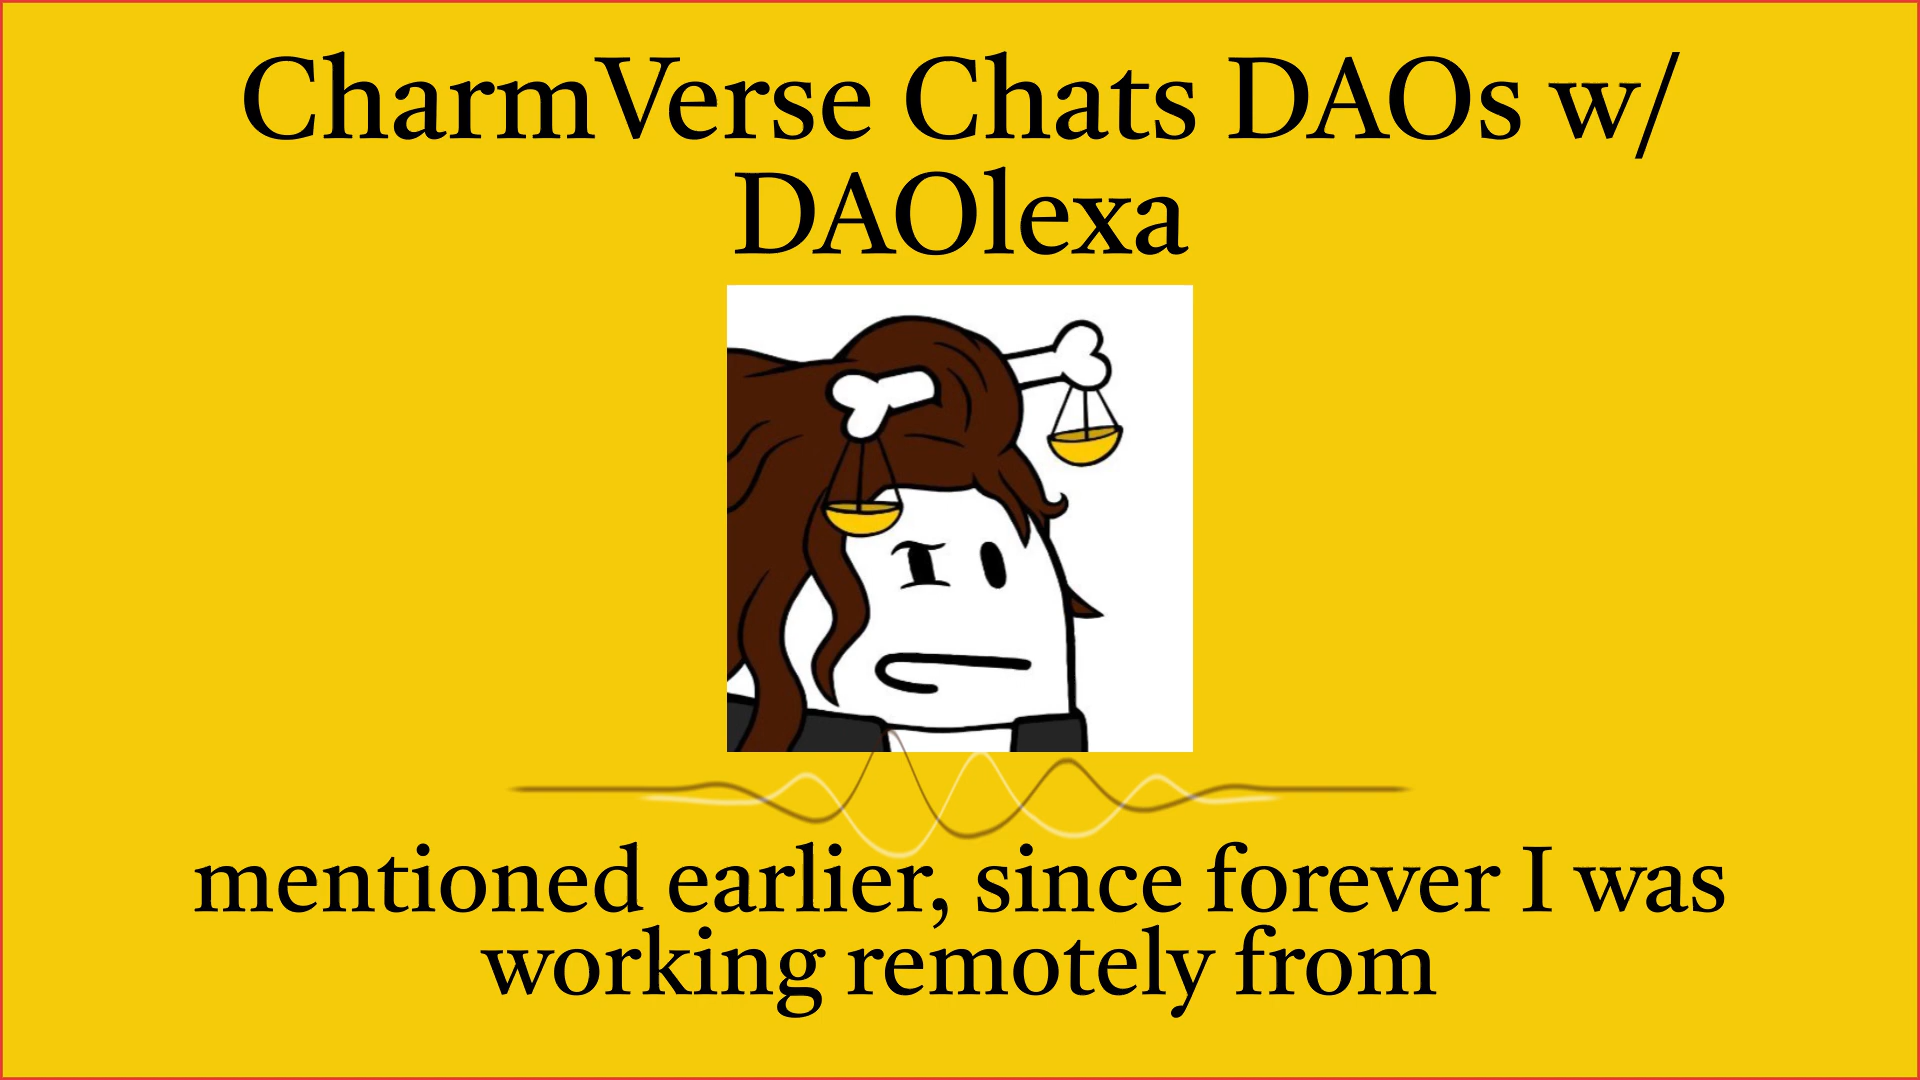 CharmVerse Chats DAOs w/
DAOlexa
mentioned earlier, since forever I was
working remotely from